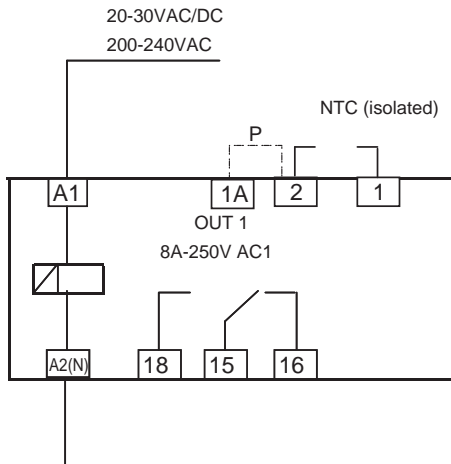 20-30VAC/DC
200-240VAC
NTC (isolated)
P
A1
1A
2
1
OUT 1
8A-250V AC1
A2(N)
18
15
16